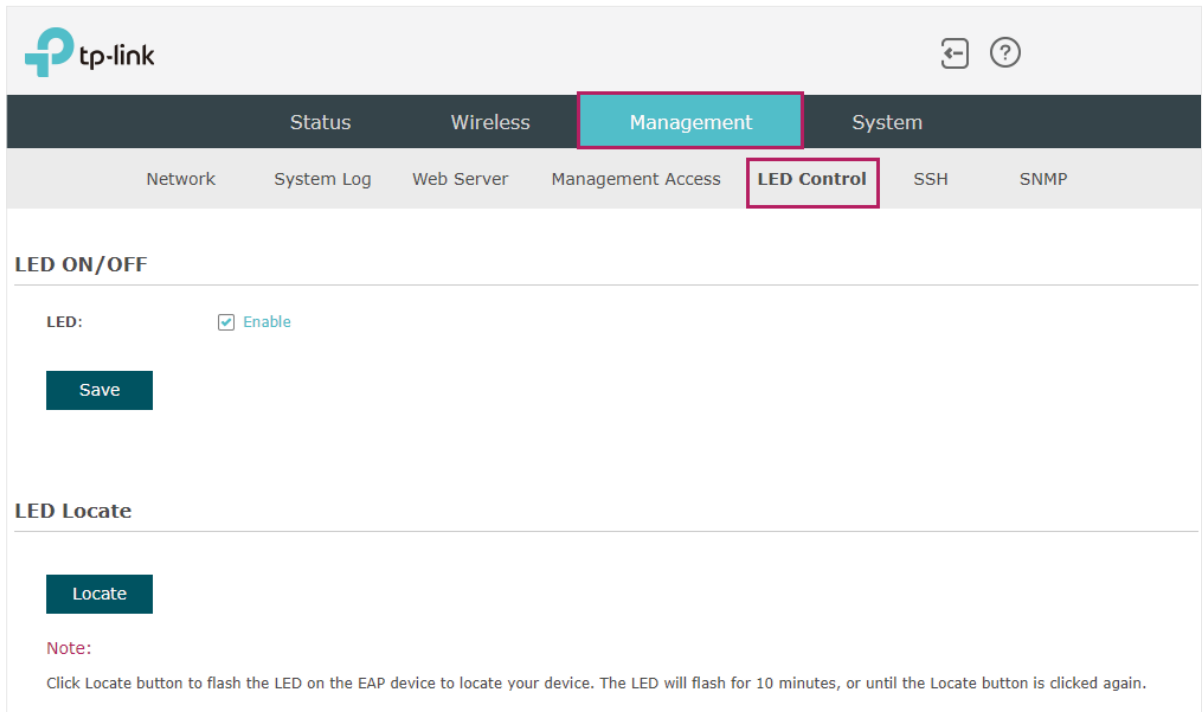 tp-link
Status Wireless Management System
Network System Log Web Server Management Access LED Control SSH SNMP
LED ON/OFF
LED: Enable
Save
LED Locate
Locate
Note:
Click Locate button to flash the LED on the EAP device to locate your device. The LED will flash for 10 minutes, or until the Locate button is clicked again.